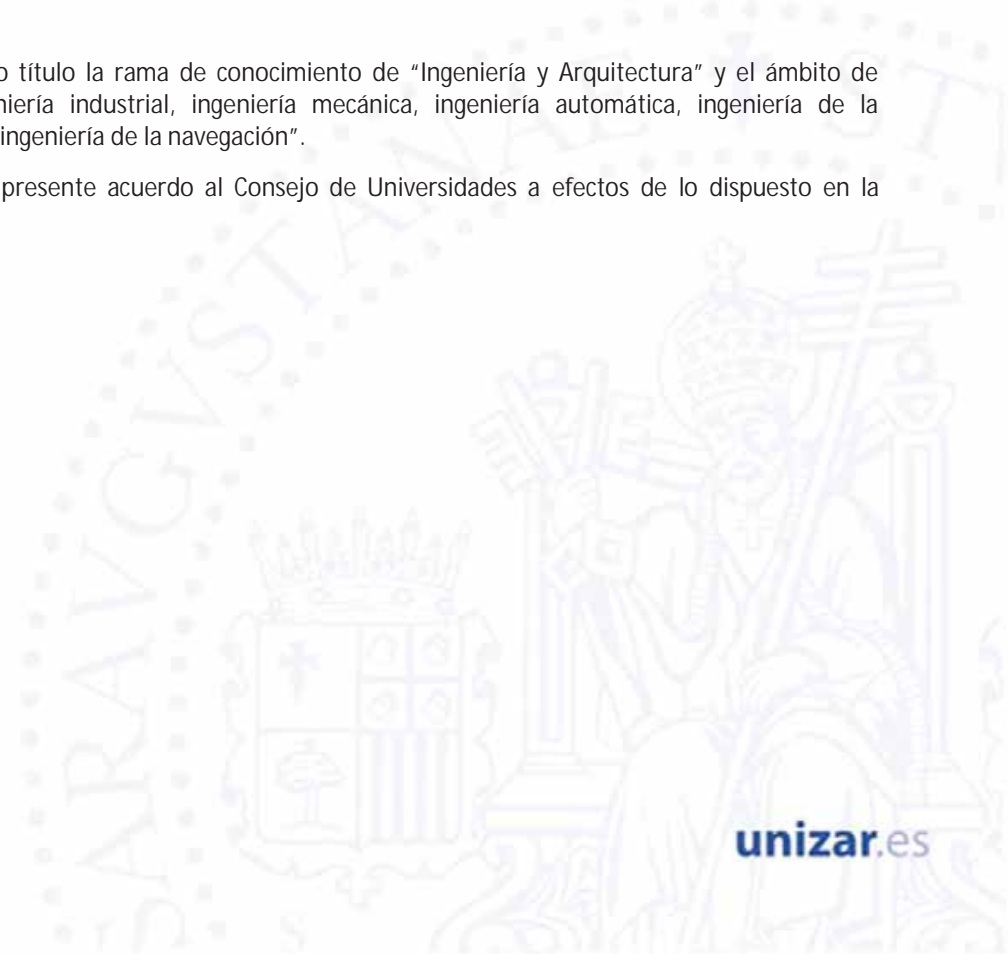 o título la rama de conocimiento de “Ingeniería y Arquitectura” y el ámbito de
niería industrial, ingeniería mecánica, ingeniería automática, ingeniería de la
ingeniería de la navegación”.
presente acuerdo al Consejo de Universidades a efectos de lo dispuesto en la
SARAVGVSTANAE
unizar.es